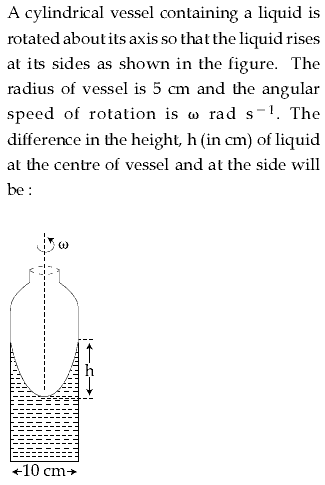 A cylindrical vessel containing a liquid is
rotated about its axis so that the liquid rises
at its sides as shown in the figure. The
radius of vessel is 5 cm and the angular
speed of rotation is ω rad s⁻¹. The
difference in the height, h (in cm) of liquid
at the centre of vessel and at the side will
be :
ω
h
10 cm